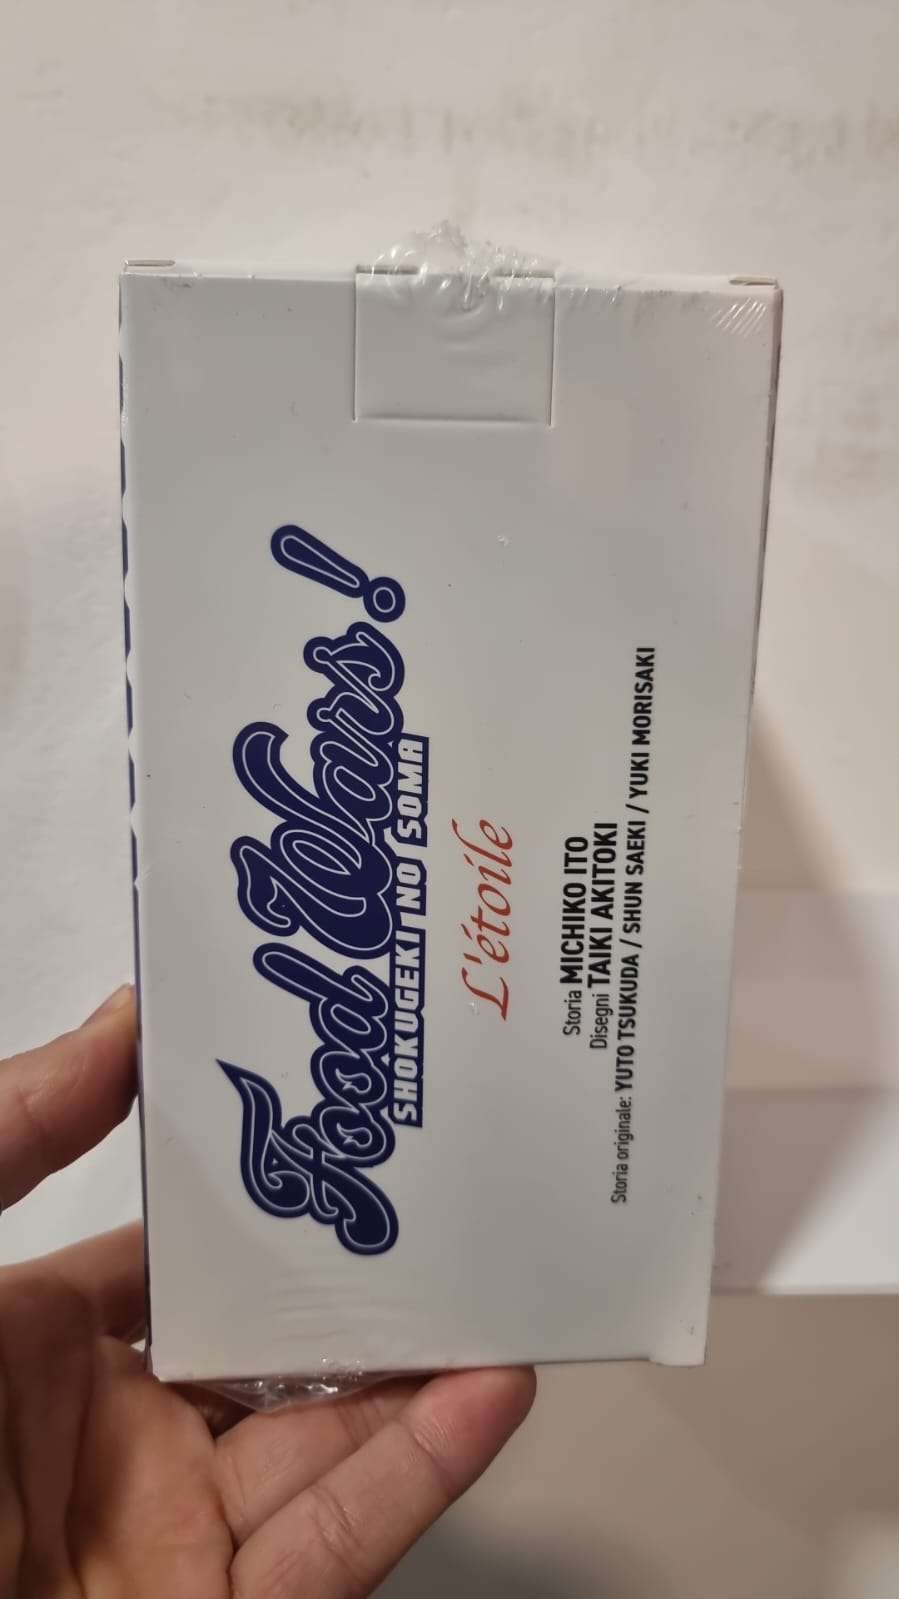 Food Wars!
SHOKUGEKI NO SOMA
L'étoile
Storia MICHIKO ITO
Disegni TAIKI AKITOKI
Storia originale: YUTO TSUKUDA / SHUN SAEKI / YUKI MORISAKI